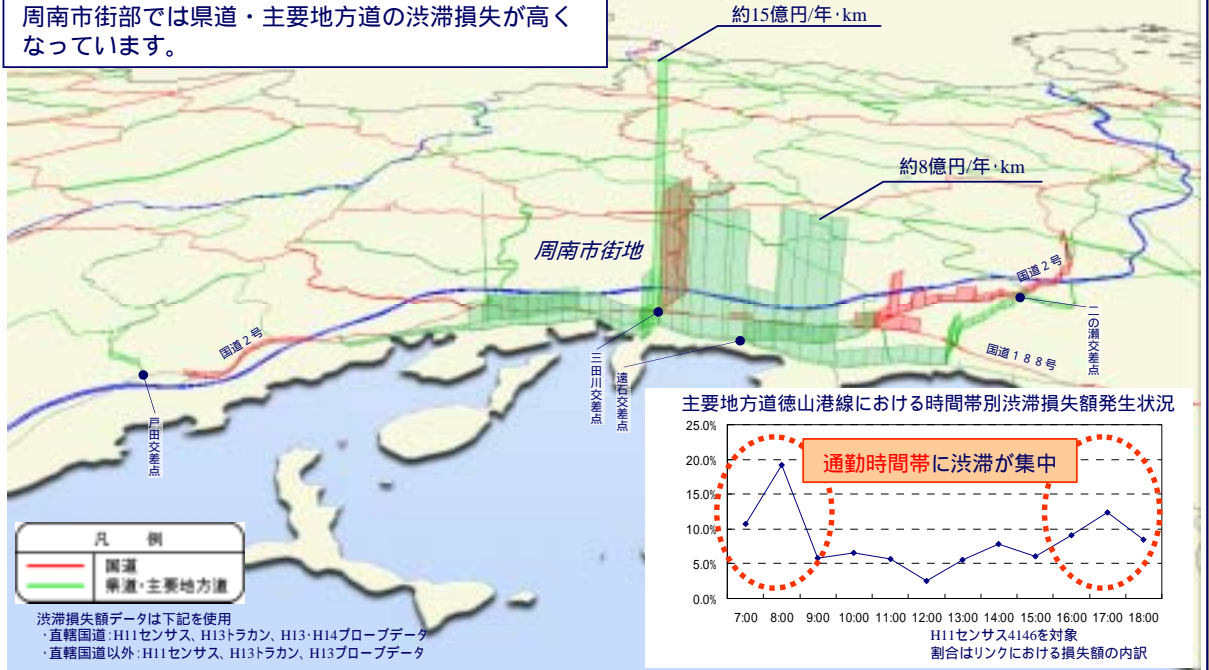 周南市街部では県道・主要地方道の渋滞損失が高く
なっています。
約15億円/年・km
約8億円/年・km
周南市街地
国道2号
国道2号
国道188号
戸田交差点
三田川交差点
遠石交差点
二の瀬交差点
凡 例
国道
県道・主要地方道
渋滞損失額データは下記を使用
・直轄国道：H11センサス、H13トラカン、H13・H14プローブデータ
・直轄国道以外：H11センサス、H13トラカン、H13プローブデータ
主要地方道徳山港線における時間帯別渋滞損失額発生状況
通勤時間帯に渋滞が集中
25.0%
20.0%
15.0%
10.0%
5.0%
0.0%
7:00 8:00 9:00 10:00 11:00 12:00 13:00 14:00 15:00 16:00 17:00 18:00
H11センサス4146を対象
割合はリンクにおける損失額の内訳